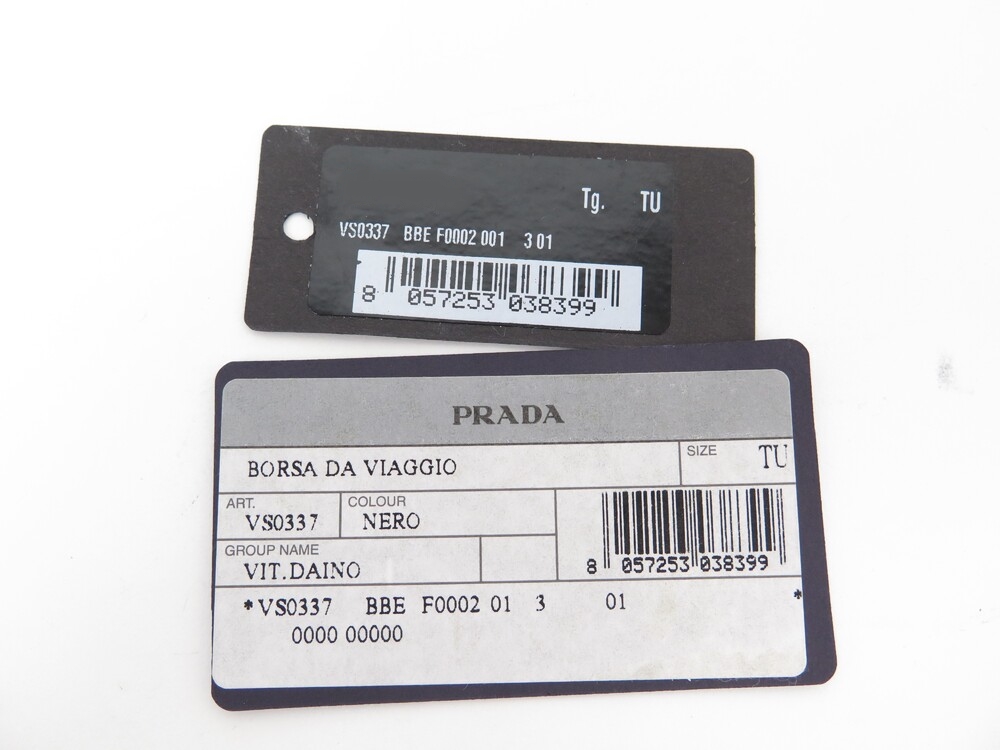 Tg. TU
VS0337 BBE F0002 001 3 01
8 057253 038399
PRADA
BORSA DA VIAGGIO
SIZE TU
ART. VS0337
COLOUR NERO
8 057253 038399
GROUP NAME
VIT.DAINO
*VS0337 BBE F0002 01 3 01 *
0000 00000